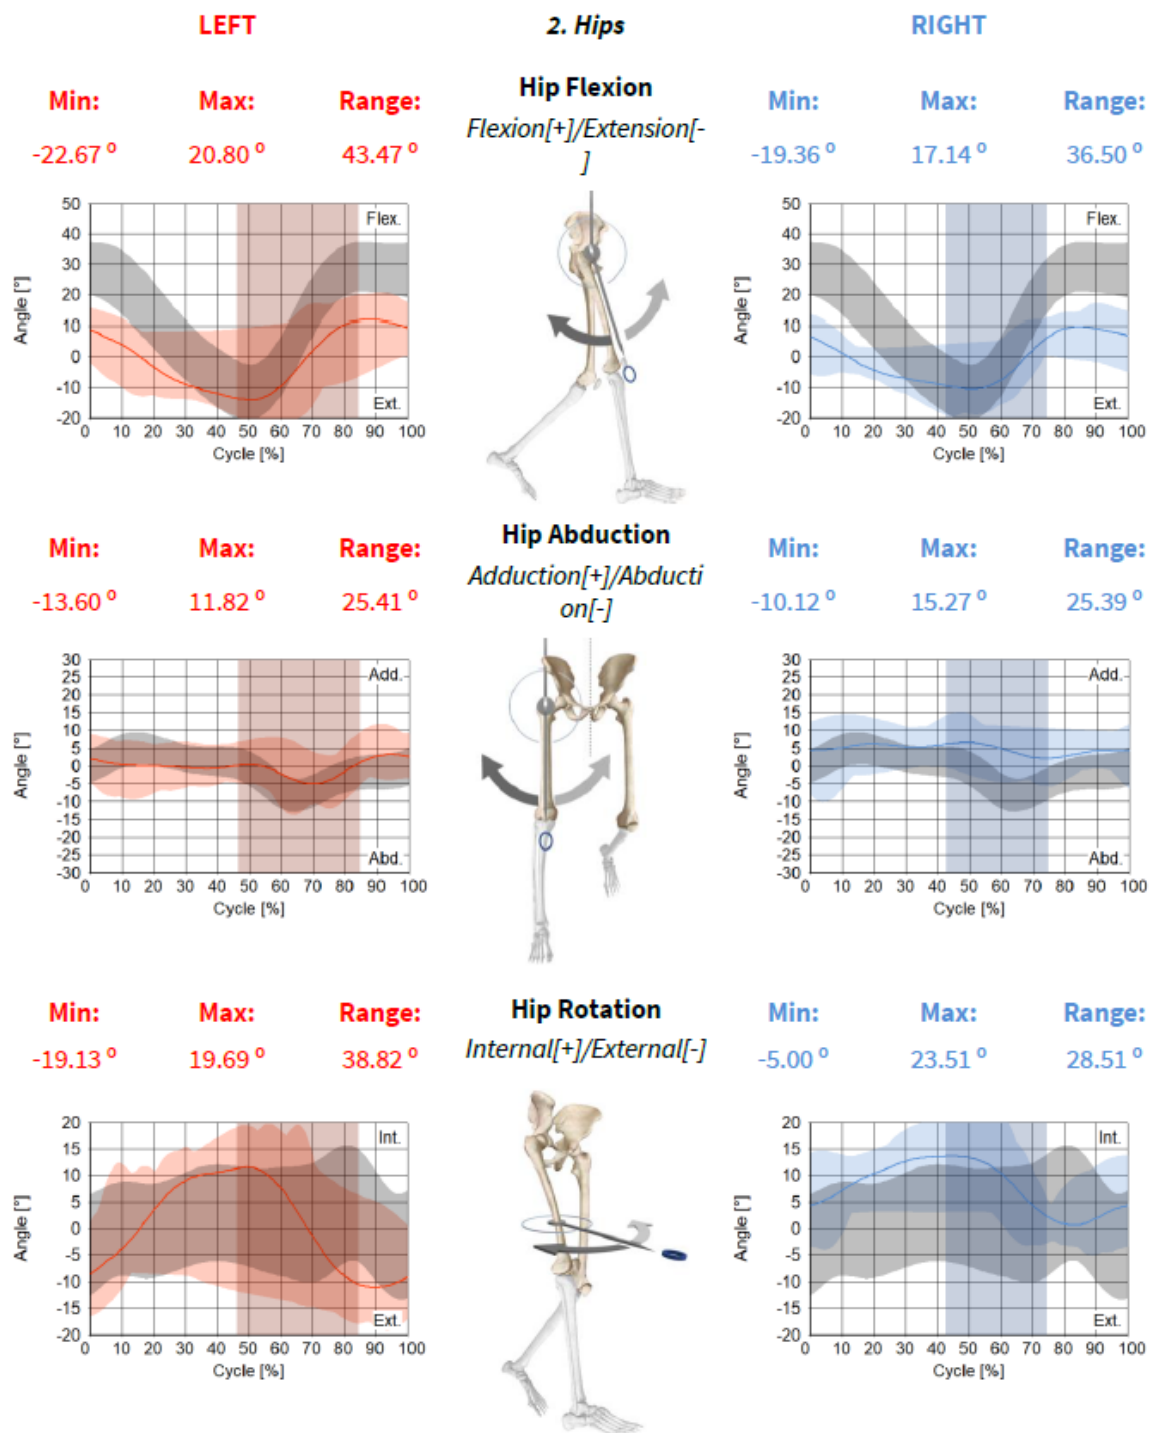 LEFT 2. Hips RIGHT
Hip Flexion
Min: Max: Range: Min: Max: Range:
Flexion[+]/Extension[-
]
-22.67 º 20.80 º 43.47 º -19.36 º 17.14 º 36.50 º
50 Flex. 50 Flex.
40 40
30 30
20 20
10 10
0 0
-10 -10
-20 Ext. -20 Ext.
Angle [°] Angle [°]
0 10 20 30 40 50 60 70 80 90 100 0 10 20 30 40 50 60 70 80 90 100
Cycle [%] Cycle [%]
Hip Abduction
Min: Max: Range: Min: Max: Range:
Adduction[+]/Abducti
on[-]
-13.60 º 11.82 º 25.41 º -10.12 º 15.27 º 25.39 º
30 30
25 Add. 25 Add.
20 20
15 15
10 10
5 5
0 0
-5 -5
-10 -10
-15 -15
-20 -20
-25 Abd. -25 Abd.
-30 -30
Angle [°] Angle [°]
0 10 20 30 40 50 60 70 80 90 100 0 10 20 30 40 50 60 70 80 90 100
Cycle [%] Cycle [%]
Hip Rotation
Min: Max: Range: Min: Max: Range:
Internal[+]/External[-]
-19.13 º 19.69 º 38.82 º -5.00 º 23.51 º 28.51 º
20 Int. 20 Int.
15 15
10 10
5 5
0 0
-5 -5
-10 -10
-15 -15
-20 Ext. -20 Ext.
Angle [°] Angle [°]
0 10 20 30 40 50 60 70 80 90 100 0 10 20 30 40 50 60 70 80 90 100
Cycle [%] Cycle [%]